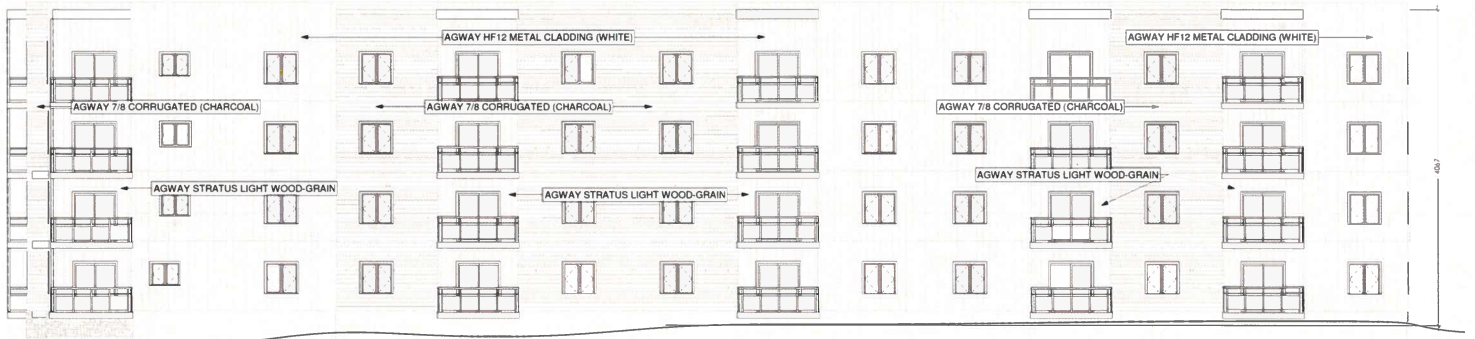 AGWAY HF12 METAL CLADDING (WHITE)
AGWAY HF12 METAL CLADDING (WHITE)
AGWAY 7/8 CORRUGATED (CHARCOAL)
AGWAY 7/8 CORRUGATED (CHARCOAL)
AGWAY 7/8 CORRUGATED (CHARCOAL)
AGWAY STRATUS LIGHT WOOD-GRAIN
AGWAY STRATUS LIGHT WOOD-GRAIN
AGWAY STRATUS LIGHT WOOD-GRAIN